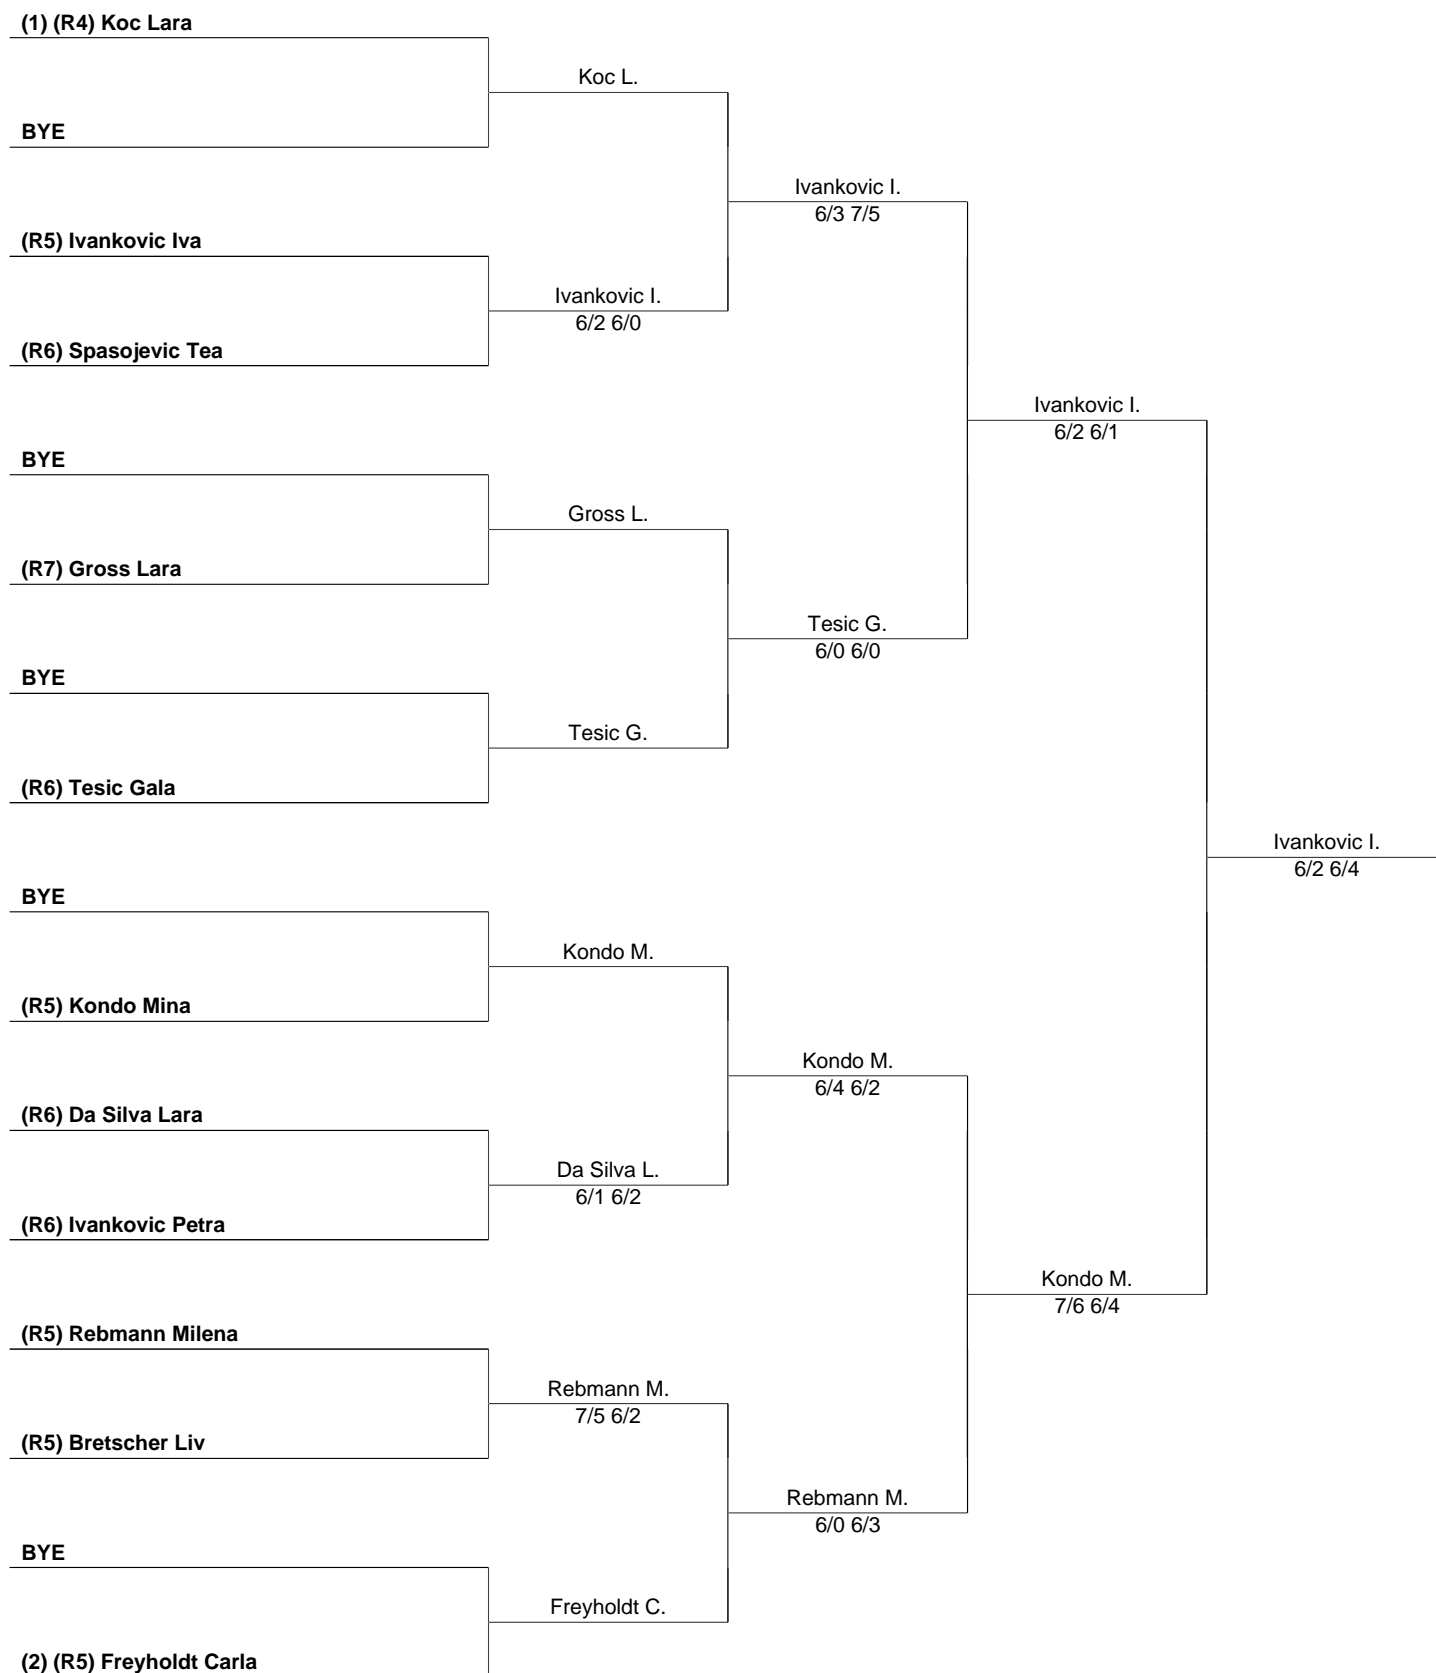 (1) (R4) Koc Lara
Koc L.
BYE
Ivankovic I.
6/3 7/5
(R5) Ivankovic Iva
Ivankovic I.
6/2 6/0
(R6) Spasojevic Tea
Ivankovic I.
6/2 6/1
BYE
Gross L.
(R7) Gross Lara
Tesic G.
6/0 6/0
BYE
Tesic G.
(R6) Tesic Gala
Ivankovic I.
6/2 6/4
BYE
Kondo M.
(R5) Kondo Mina
Kondo M.
6/4 6/2
(R6) Da Silva Lara
Da Silva L.
6/1 6/2
(R6) Ivankovic Petra
Kondo M.
7/6 6/4
(R5) Rebmann Milena
Rebmann M.
7/5 6/2
(R5) Bretscher Liv
Rebmann M.
6/0 6/3
BYE
Freyholdt C.
(2) (R5) Freyholdt Carla